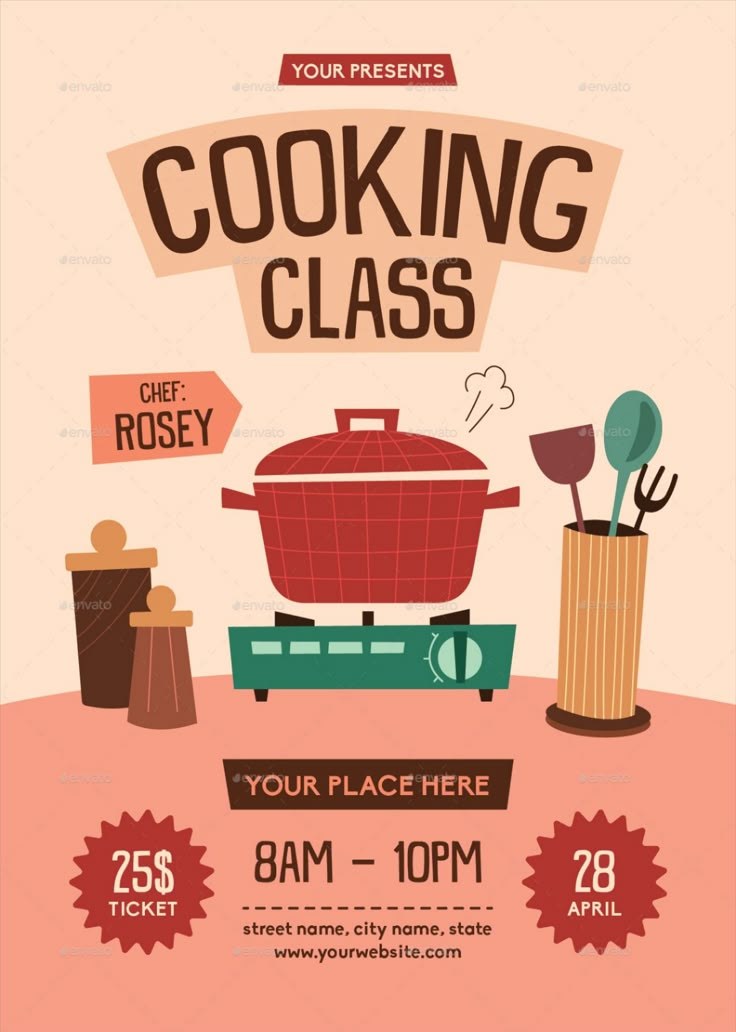 YOUR PRESENTS
COOKING
CLASS
CHEF:
ROSEY
YOUR PLACE HERE
25$
TICKET
8AM – 10PM
28
APRIL
street name, city name, state
www.yourwebsite.com
envato